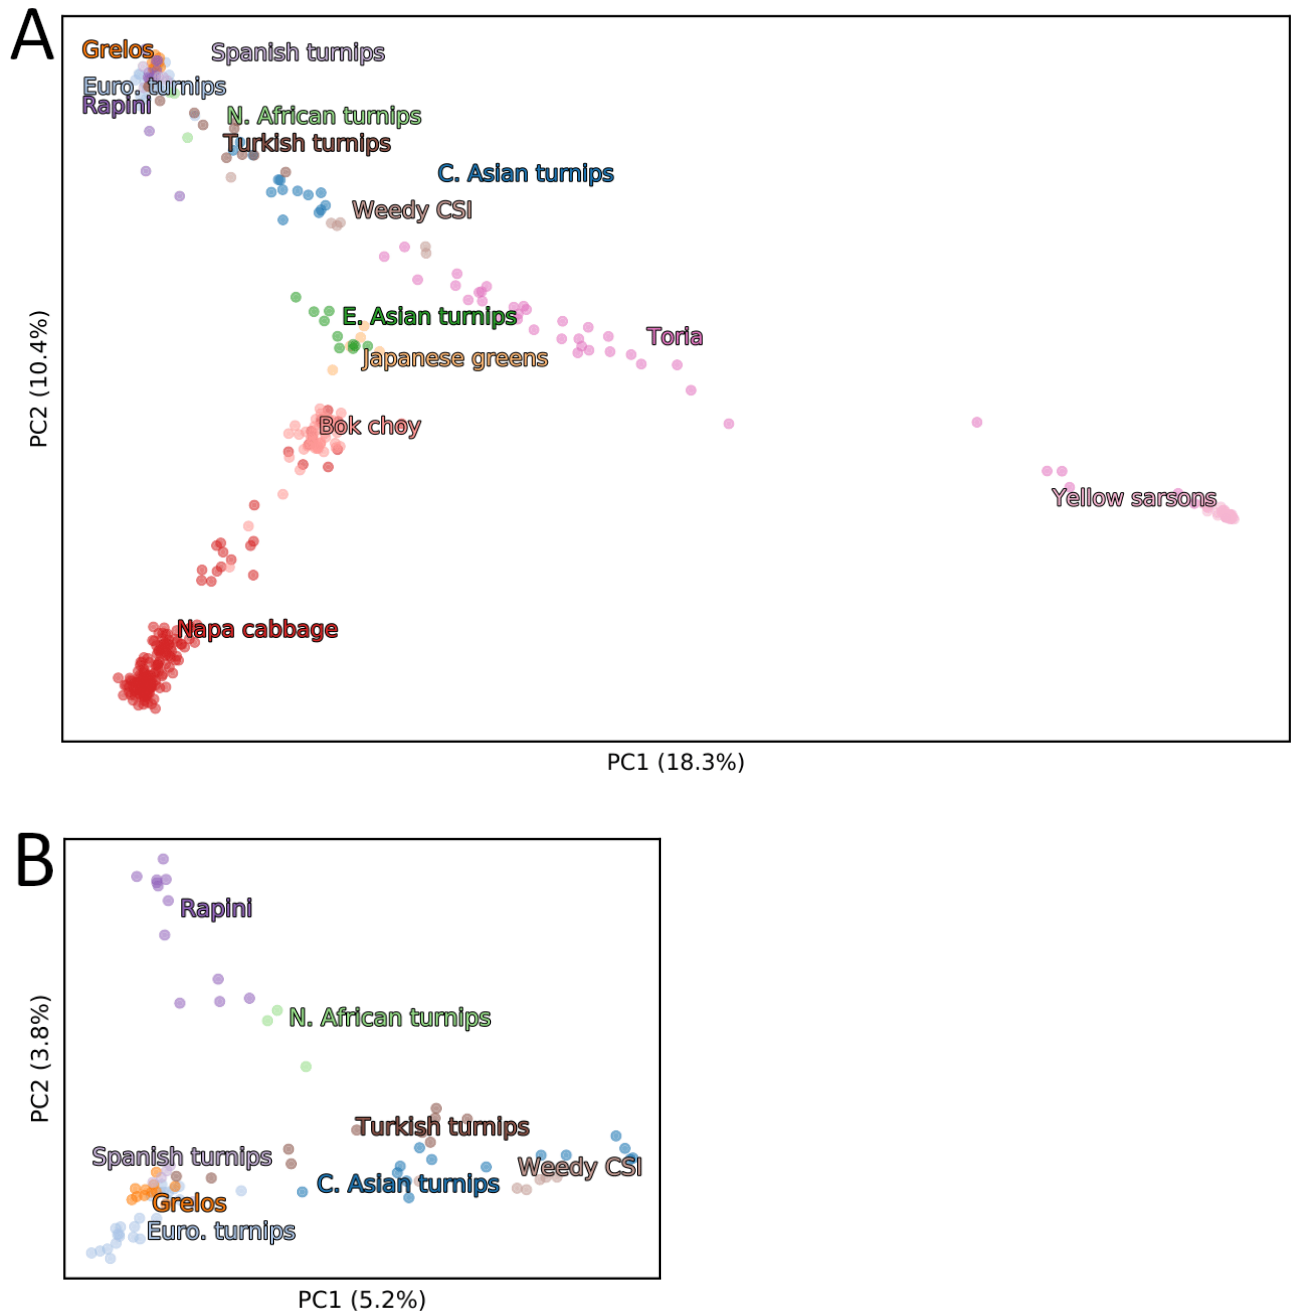 A
Grelos
Spanish turnips
Euro. turnips
Rapini
N. African turnips
Turkish turnips
C. Asian turnips
Weedy CSI
E. Asian turnips
Toria
Japanese greens
Bok choy
Yellow sarsons
Napa cabbage
PC2 (10.4%)
PC1 (18.3%)
B
Rapini
N. African turnips
Turkish turnips
Spanish turnips
Weedy CSI
C. Asian turnips
Grelos
Euro. turnips
PC2 (3.8%)
PC1 (5.2%)